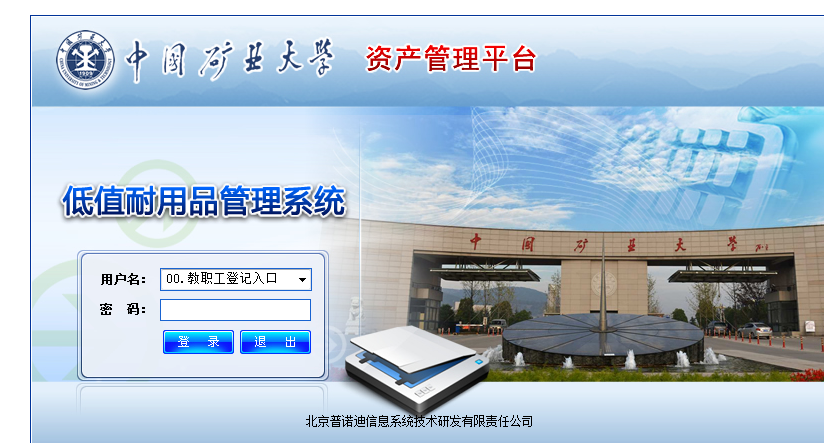 中国矿业大学 资产管理平台
1909
低值耐用品管理系统
中国矿业大学
用户名： 00.教职工登记入口
密 码：
登 录 退 出
北京普诺迪信息系统技术研发有限责任公司